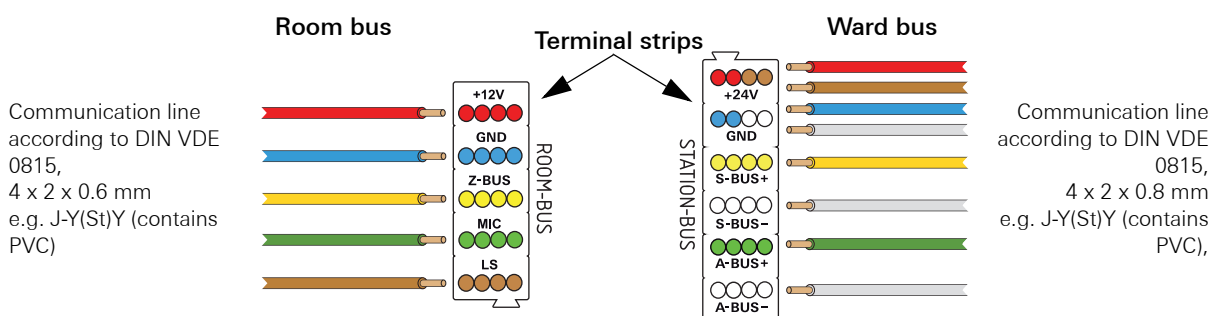 Room bus
Terminal strips
Ward bus
Communication line
according to DIN VDE
0815,
4 x 2 x 0.6 mm
e.g. J-Y(St)Y (contains
PVC)
+12V
GND
Z-BUS
MIC
LS
ROOM-BUS
STATION-BUS
+24V
GND
S-BUS+
S-BUS–
A-BUS+
A-BUS–
Communication line
according to DIN VDE
0815,
4 x 2 x 0.8 mm
e.g. J-Y(St)Y (contains
PVC),